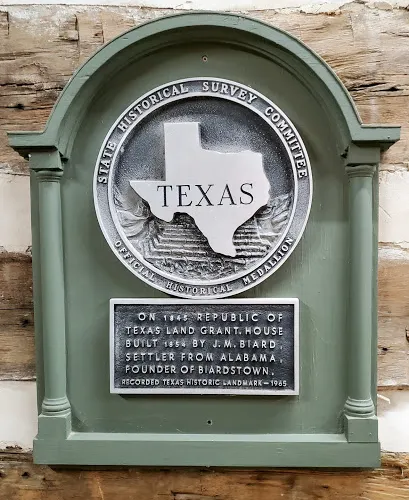 STATE HISTORICAL SURVEY COMMITTEE
TEXAS
OFFICIAL HISTORICAL MEDALLION
ON 1845 REPUBLIC OF
TEXAS LAND GRANT. HOUSE
BUILT 1854 BY J.M. BIARD
SETTLER FROM ALABAMA,
FOUNDER OF BIARDSTOWN.
RECORDED TEXAS HISTORIC LANDMARK—1965